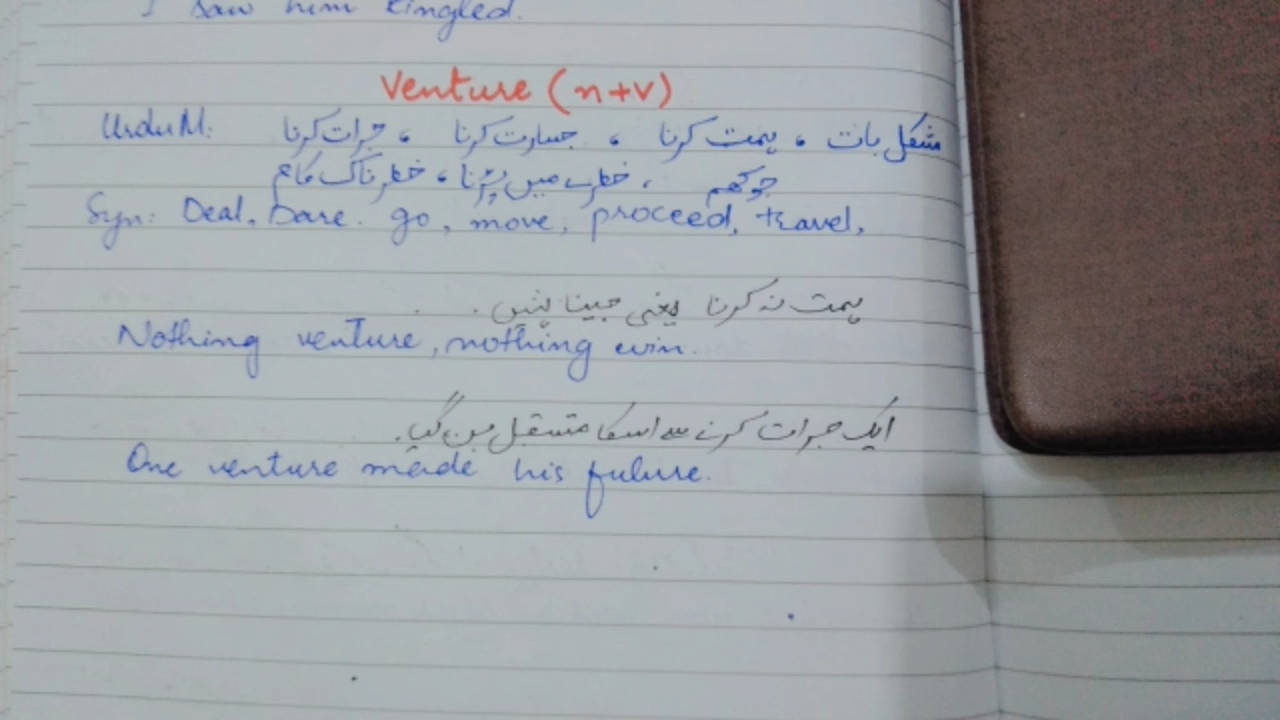 I saw him kingled.
Venture (n+v)
Urdu M: مشکل بات ، ہمت کرنا ، جسارت کرنا ، جرات کرنا
جوکھم ، خطرے میں پڑنا ، خطرناک کام
Syn: Deal, Dare. go, move, proceed, travel,
ہمت نہ کرنا یعنی جیتنا نہیں.
Nothing venture, nothing win.
ایک جرات کرنے سے اسکا مستقبل بن گیا.
One venture made his future.